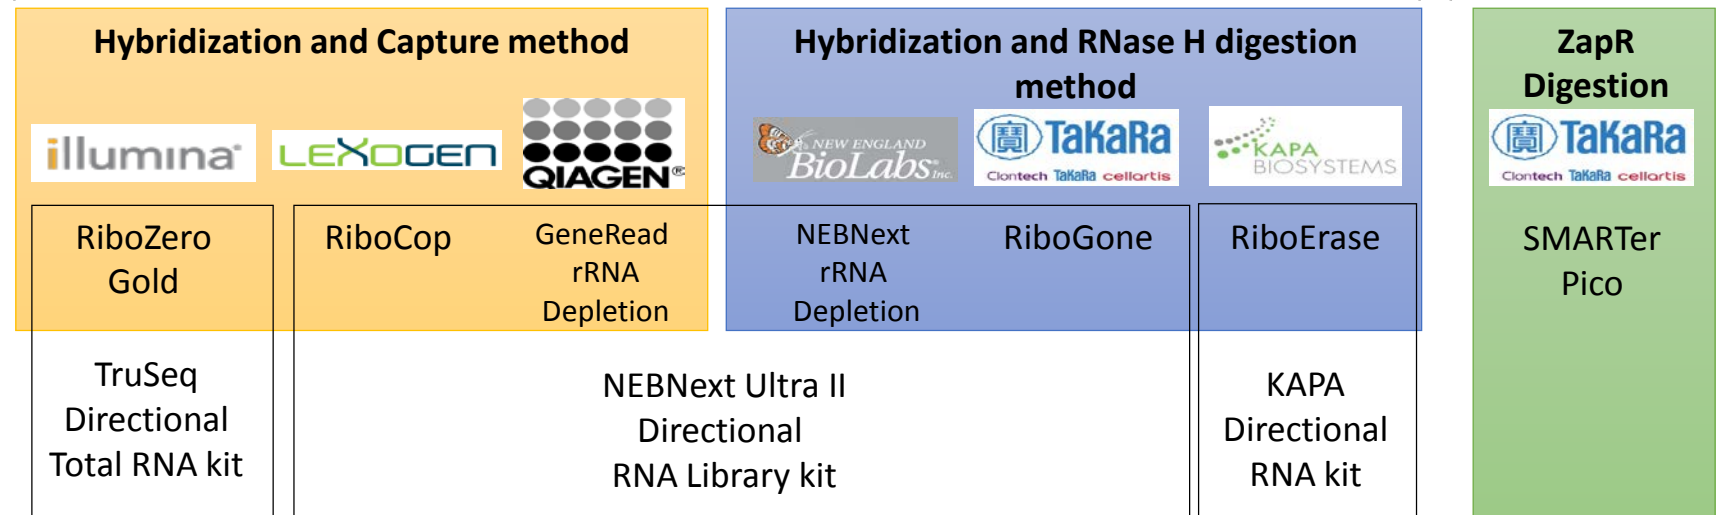 Hybridization and Capture method
illumina®
LEXOGEN
QIAGEN®
RiboZero
Gold
RiboCop
GeneRead
rRNA
Depletion
Hybridization and RNase H digestion
method
NEW ENGLAND
BioLabs Inc.
TaKaRa
Clontech TaKaRa cellartis
KAPA
BIOSYSTEMS
NEBNext
rRNA
Depletion
RiboGone
RiboErase
ZapR
Digestion
TaKaRa
Clontech TaKaRa cellartis
SMARTer
Pico
TruSeq
Directional
Total RNA kit
NEBNext Ultra II
Directional
RNA Library kit
KAPA
Directional
RNA kit